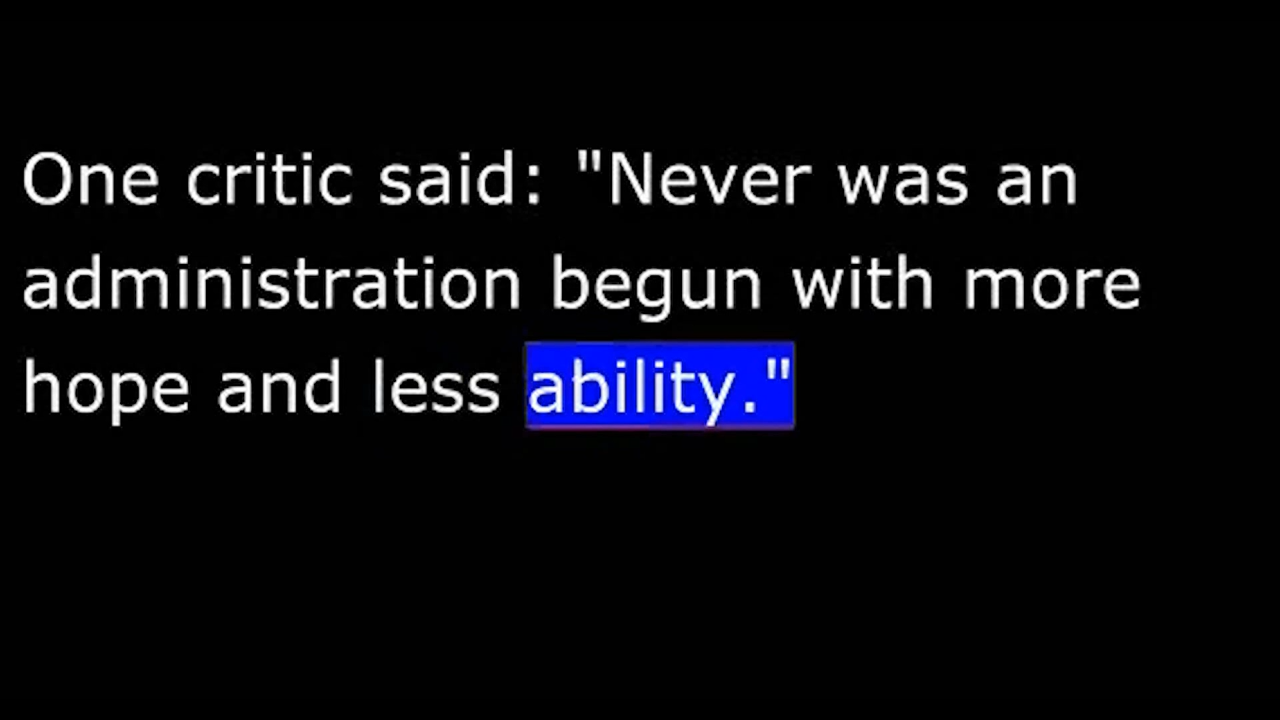 One critic said: "Never was an
administration begun with more
hope and less ability."